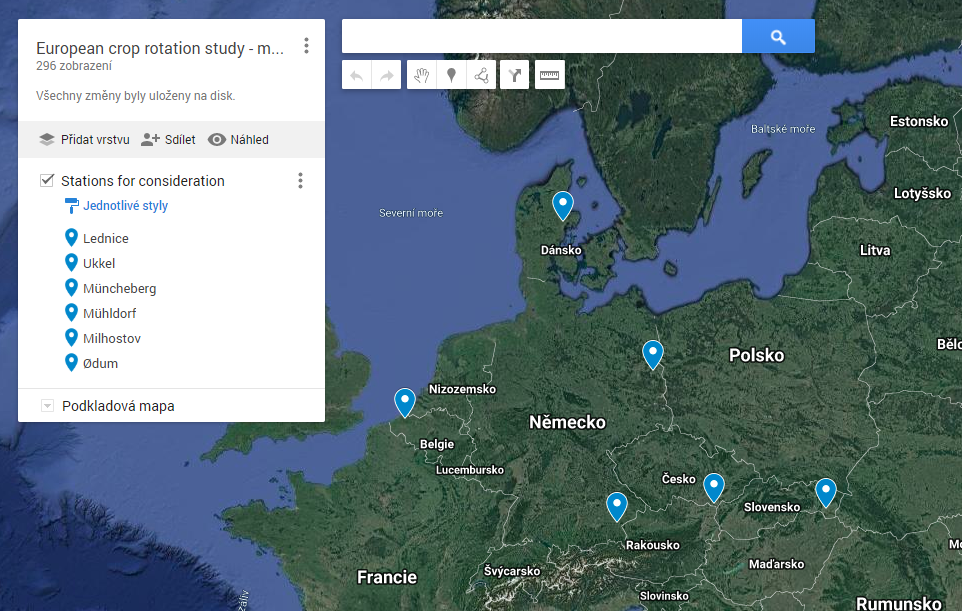 European crop rotation study - m...
296 zobrazení
Všechny změny byly uloženy na disk.
Přidat vrstvu Sdílet Náhled
Stations for consideration
Jednotlivé styly
Lednice
Ukkel
Müncheberg
Mühldorf
Milhostov
Ødum
Podkladová mapa
Baltské moře
Estonsko
Lotyšsko
Severní moře
Dánsko
Litva
Polsko
Běl
Nizozemsko
Německo
Belgie
Lucembursko
Česko
Slovensko
Rakousko
Maďarsko
Mo
Švýcarsko
Francie
Slovinsko
Rumunsko
záliv